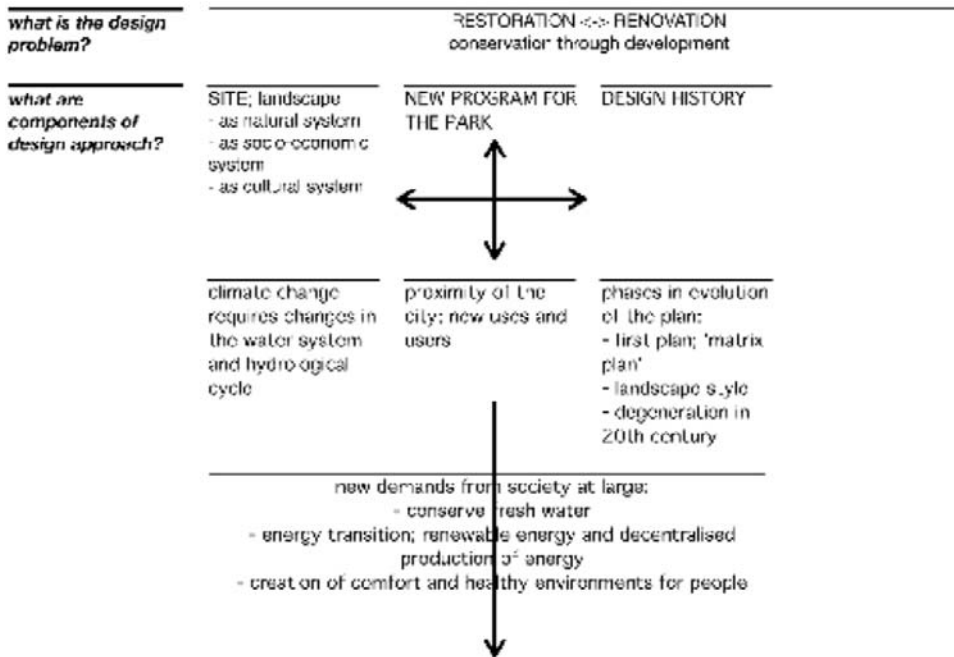 what is the design
problem?
RESTORATION <-> RENOVATION
conservation through development
what are
components of
design approach?
SITE; landscape
- as natural system
- as socio-economic
system
- as cultural system
NEW PROGRAM FOR
THE PARK
DESIGN HISTORY
climate change
requires changes in
the water system
and hydrological
cycle
proximity of the
city; new uses and
users
phases in evolution
of the plan:
- first plan; 'matrix
plan'
- landscape style
- degeneration in
20th century
new demands from society at large:
- conserve fresh water
- energy transition; renewable energy and decentralised
production of energy
- creation of comfort and healthy environments for people